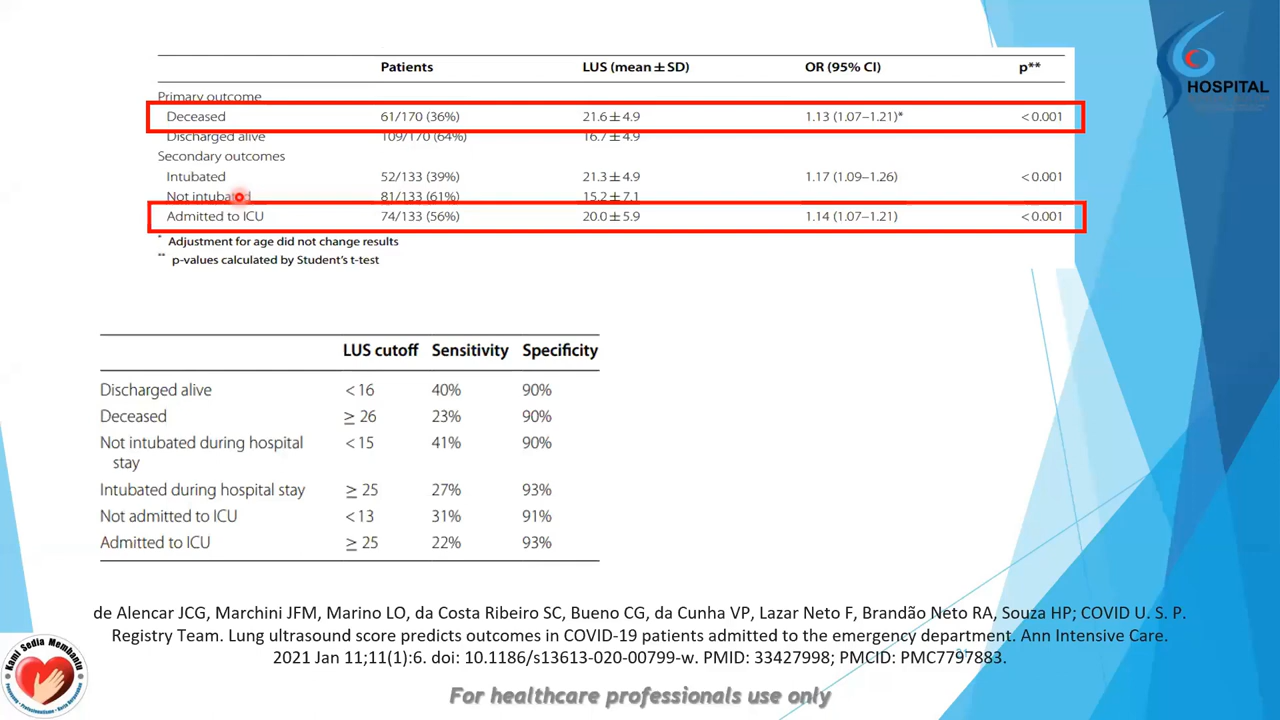 HOSPITAL
Patients LUS (mean ± SD) OR (95% CI) p**
Primary outcome
Deceased 61/170 (36%) 21.6 ± 4.9 1.13 (1.07–1.21)* < 0.001
Discharged alive 109/170 (64%) 16.7 ± 4.9
Secondary outcomes
Intubated 52/133 (39%) 21.3 ± 4.9 1.17 (1.09–1.26) < 0.001
Not intubated 81/133 (61%) 15.2 ± 7.1
Admitted to ICU 74/133 (56%) 20.0 ± 5.9 1.14 (1.07–1.21) < 0.001
* Adjustment for age did not change results
** p-values calculated by Student's t-test
LUS cutoff Sensitivity Specificity
Discharged alive < 16 40% 90%
Deceased ≥ 26 23% 90%
Not intubated during hospital < 15 41% 90%
stay
Intubated during hospital stay ≥ 25 27% 93%
Not admitted to ICU < 13 31% 91%
Admitted to ICU ≥ 25 22% 93%
de Alencar JCG, Marchini JFM, Marino LO, da Costa Ribeiro SC, Bueno CG, da Cunha VP, Lazar Neto F, Brandão Neto RA, Souza HP; COVID U. S. P.
Registry Team. Lung ultrasound score predicts outcomes in COVID-19 patients admitted to the emergency department. Ann Intensive Care.
2021 Jan 11;11(1):6. doi: 10.1186/s13613-020-00799-w. PMID: 33427998; PMCID: PMC7797883.
Kami Sedia Membantu
For healthcare professionals use only